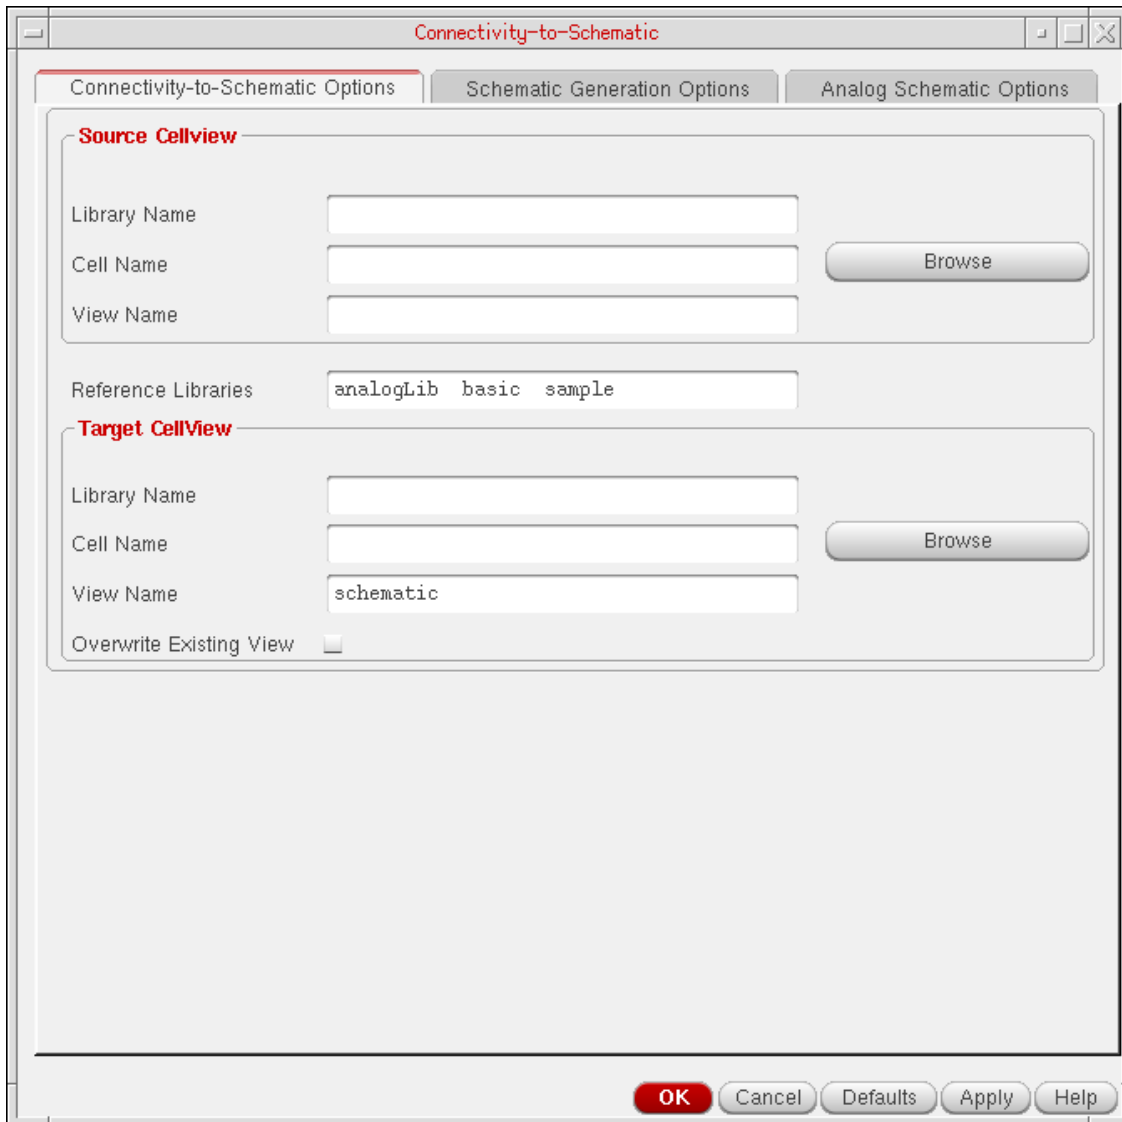 Connectivity-to-Schematic
Connectivity-to-Schematic Options Schematic Generation Options Analog Schematic Options
Source Cellview
Library Name
Cell Name Browse
View Name
Reference Libraries analogLib basic sample
Target CellView
Library Name
Cell Name Browse
View Name schematic
Overwrite Existing View
OK Cancel Defaults Apply Help